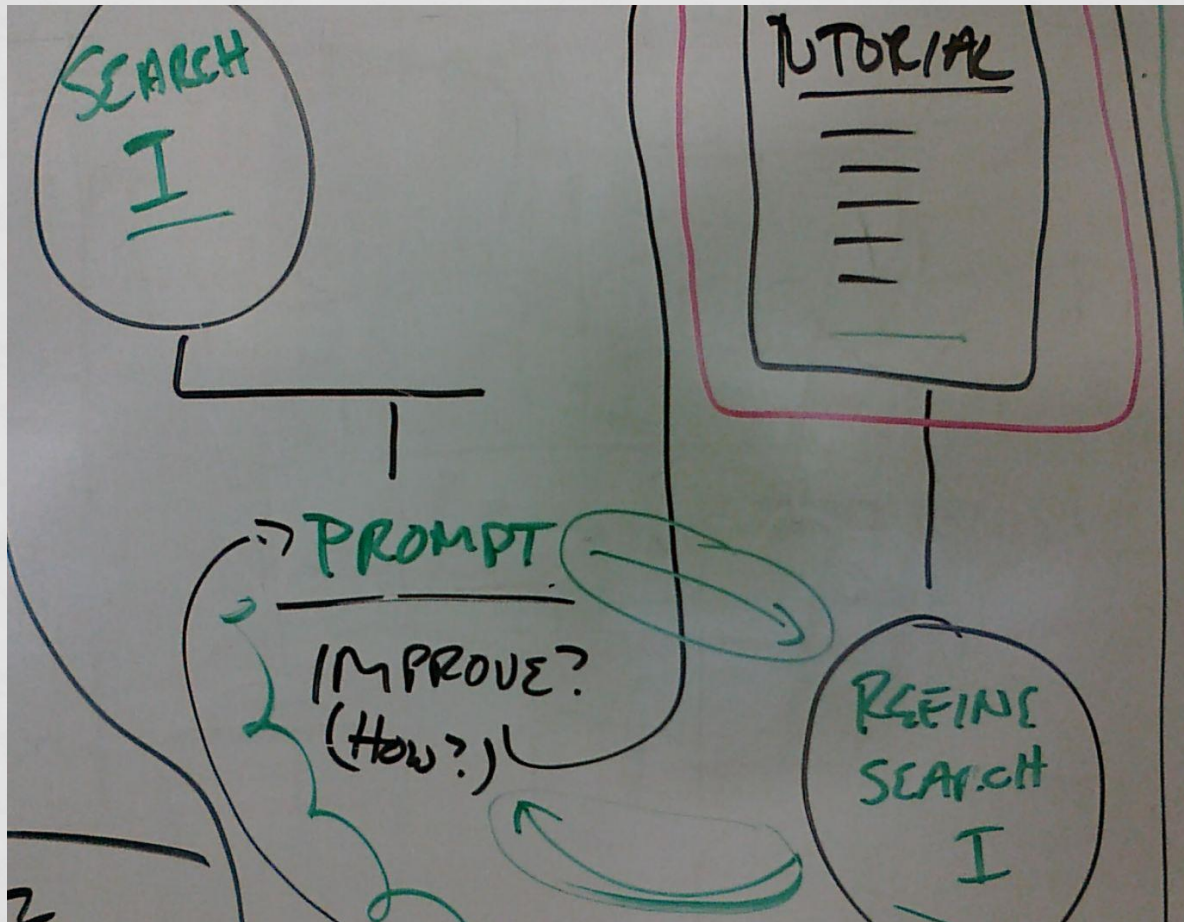 SEARCH
I
TUTORIAL
PROMPT
IMPROVE?
(HOW?)
REFINE
SEARCH
I